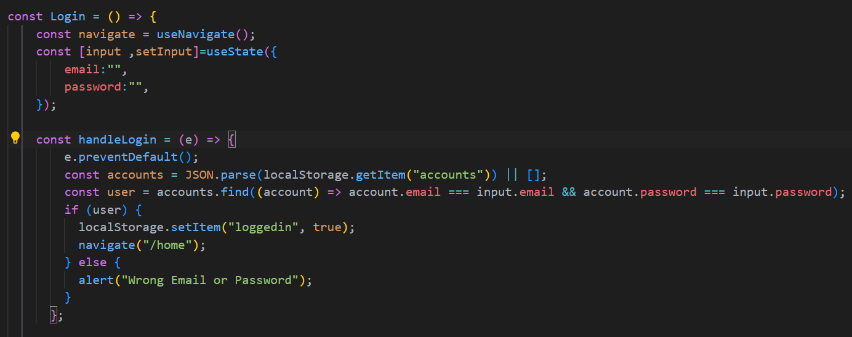 const Login = () => {
const navigate = useNavigate();
const [input ,setInput]=useState({
email:"",
password:"",
});
const handleLogin = (e) => {
e.preventDefault();
const accounts = JSON.parse(localStorage.getItem("accounts")) || [];
const user = accounts.find((account) => account.email === input.email && account.password === input.password);
if (user) {
localStorage.setItem("loggedin", true);
navigate("/home");
} else {
alert("Wrong Email or Password");
}
};